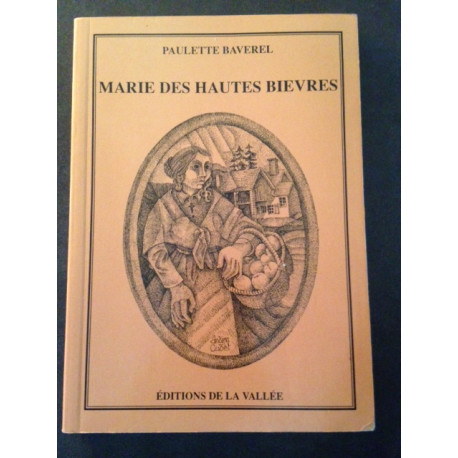 PAULETTE BAVEREL
MARIE DES HAUTES BIEVRES
ÉDITIONS DE LA VALLÉE